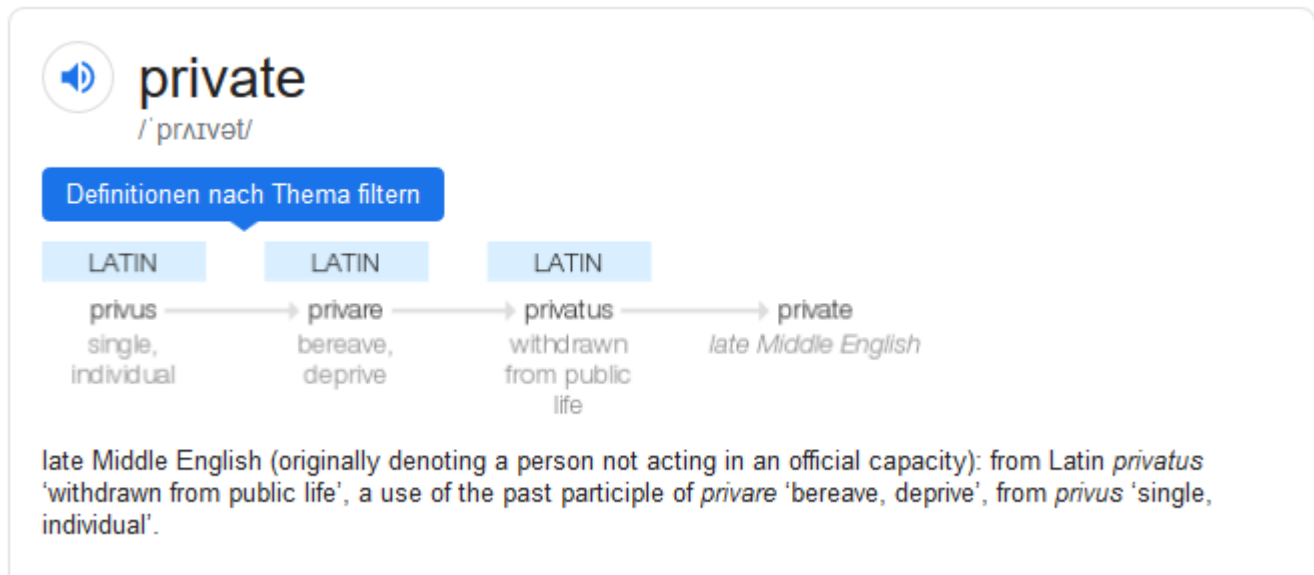 private
/ˈprʌɪvət/
Definitionen nach Thema filtern
LATIN LATIN LATIN
privus privare privatus private
single, bereave, withdrawn late Middle English
individual deprive from public
life
late Middle English (originally denoting a person not acting in an official capacity): from Latin privatus
‘withdrawn from public life’, a use of the past participle of privare ‘bereave, deprive’, from privus ‘single,
individual’.